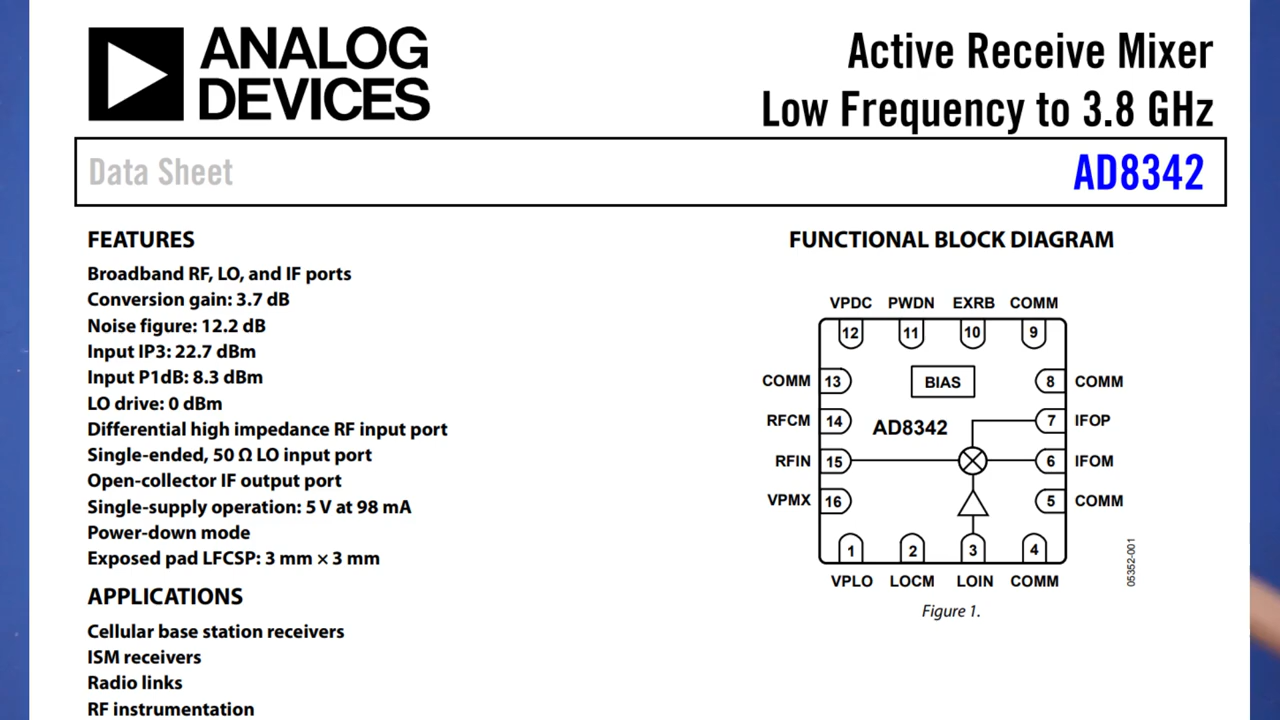 ANALOG
DEVICES
Active Receive Mixer
Low Frequency to 3.8 GHz
Data Sheet
AD8342
FEATURES
Broadband RF, LO, and IF ports
Conversion gain: 3.7 dB
Noise figure: 12.2 dB
Input IP3: 22.7 dBm
Input P1dB: 8.3 dBm
LO drive: 0 dBm
Differential high impedance RF input port
Single-ended, 50 Ω LO input port
Open-collector IF output port
Single-supply operation: 5 V at 98 mA
Power-down mode
Exposed pad LFCSP: 3 mm × 3 mm
APPLICATIONS
Cellular base station receivers
ISM receivers
Radio links
RF instrumentation
FUNCTIONAL BLOCK DIAGRAM
VPDC PWDN EXRB COMM
12 11 10 9
COMM 13 BIAS 8 COMM
RFCM 14 AD8342 7 IFOP
RFIN 15 6 IFOM
VPMX 16 5 COMM
1 2 3 4
VPLO LOCM LOIN COMM
05352-001
Figure 1.